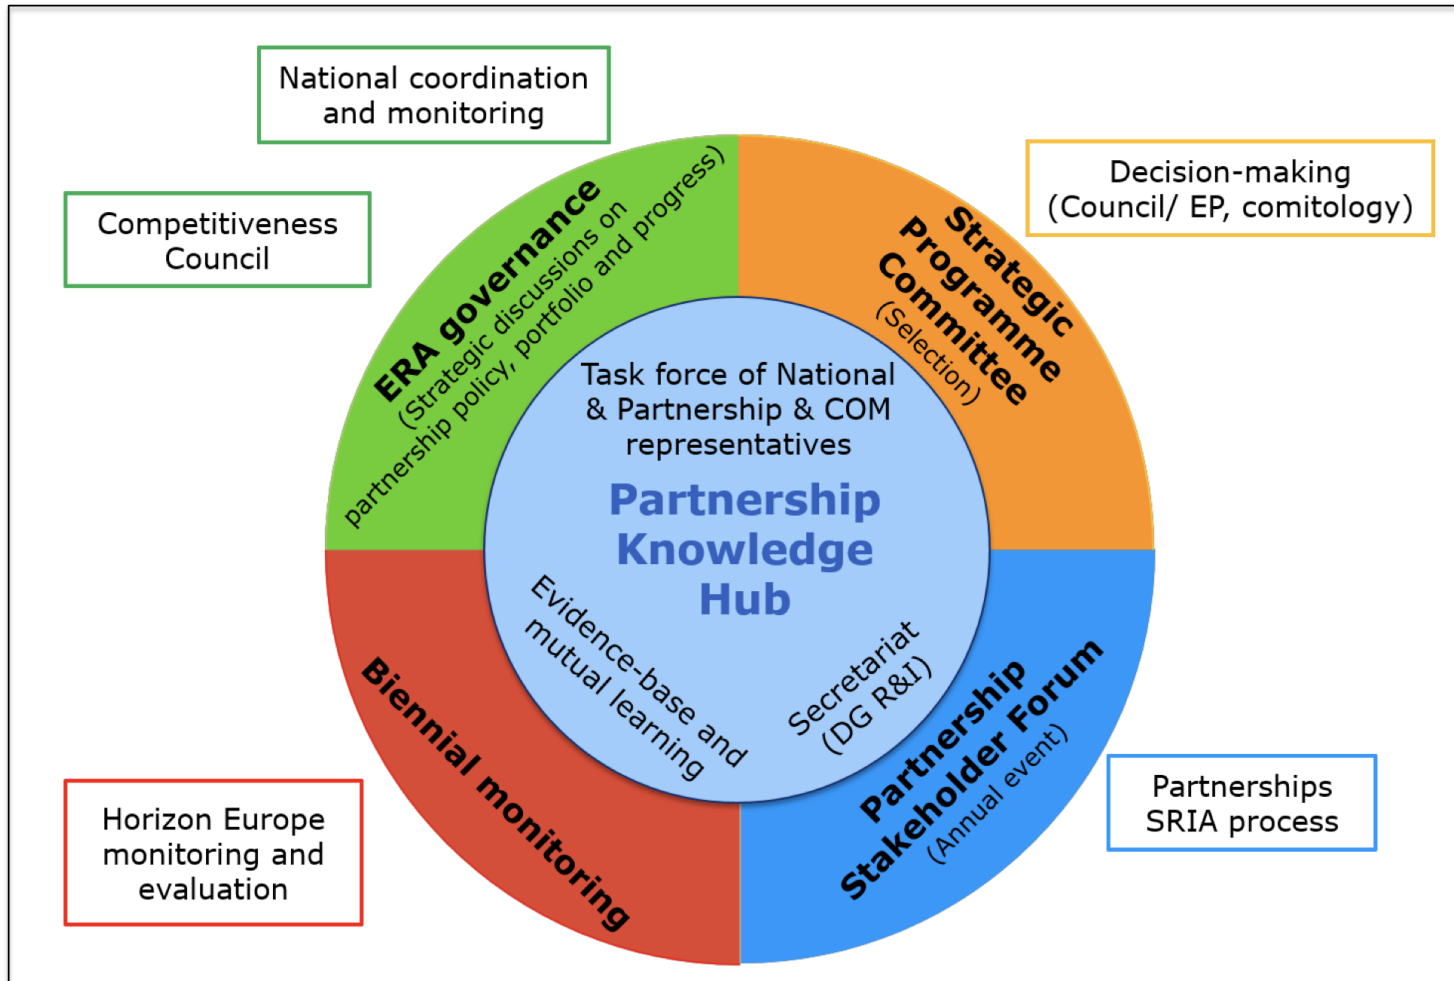 National coordination
and monitoring
Competitiveness
Council
Decision-making
(Council/ EP, comitology)
ERA governance
(Strategic discussions on
partnership policy, portfolio and progress)
Strategic
Programme
Committee
(Selection)
Task force of National
& Partnership & COM
representatives
Partnership
Knowledge
Hub
Evidence-base and
mutual learning
Secretariat
(DG R&I)
Biennial monitoring
Partnership
Stakeholder Forum
(Annual event)
Horizon Europe
monitoring and
evaluation
Partnerships
SRIA process